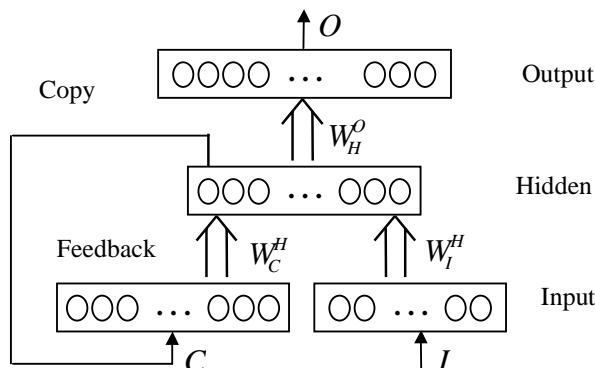 O
Output
Copy
W_H^O
Hidden
Feedback
W_C^H
W_I^H
Input
C
I